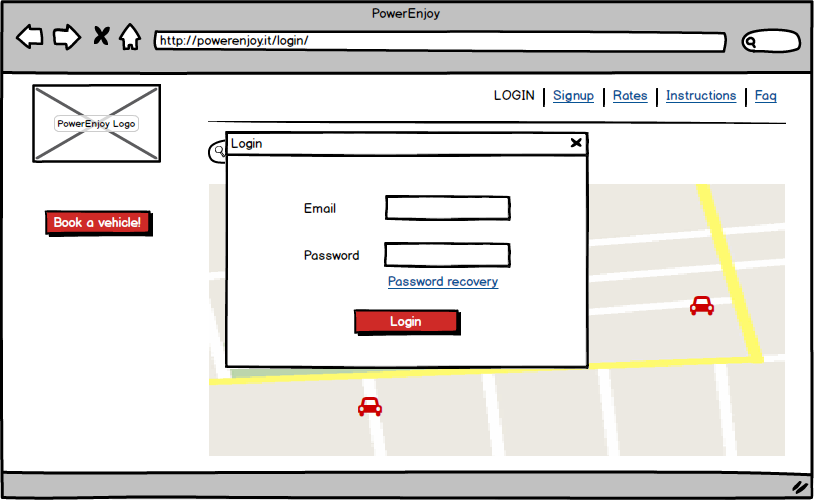 PowerEnjoy
http://powerenjoy.it/login/
LOGIN Signup Rates Instructions Faq
PowerEnjoy Logo
Login
Book a vehicle!
Email
Password
Password recovery
Login